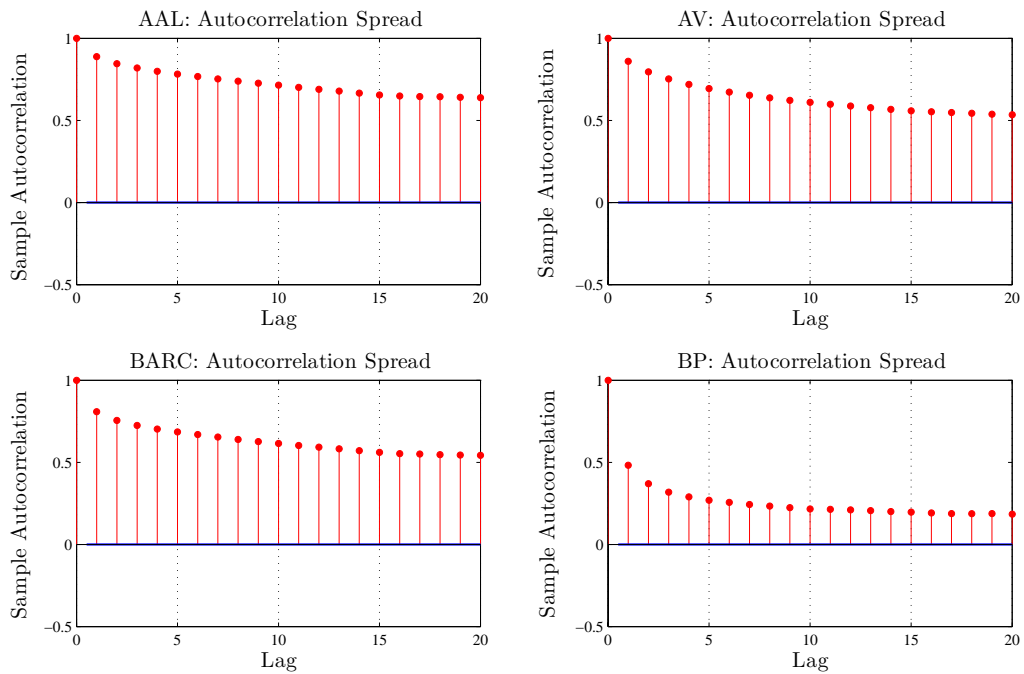 AAL: Autocorrelation Spread
Sample Autocorrelation
1
0.5
0
−0.5
0 5 10 15 20
Lag
AV: Autocorrelation Spread
Sample Autocorrelation
1
0.5
0
−0.5
0 5 10 15 20
Lag
BARC: Autocorrelation Spread
Sample Autocorrelation
1
0.5
0
−0.5
0 5 10 15 20
Lag
BP: Autocorrelation Spread
Sample Autocorrelation
1
0.5
0
−0.5
0 5 10 15 20
Lag